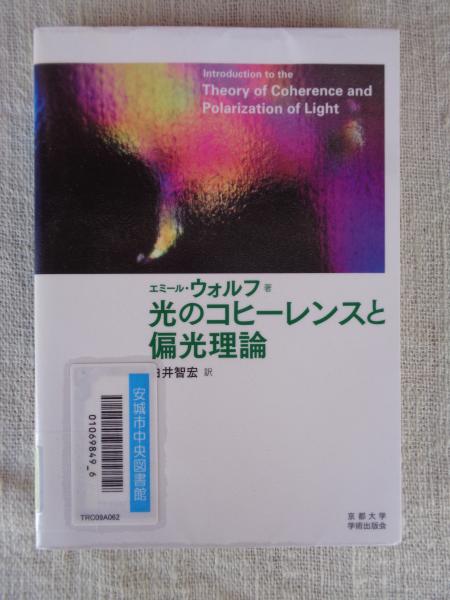 Introduction to the
Theory of Coherence and
Polarization of Light
エミール・ウォルフ 著
光のコヒーレンスと
偏光理論
白井智宏 訳
安城市中央図書館
01069849_6
TRC09A062
京都大学
学術出版会